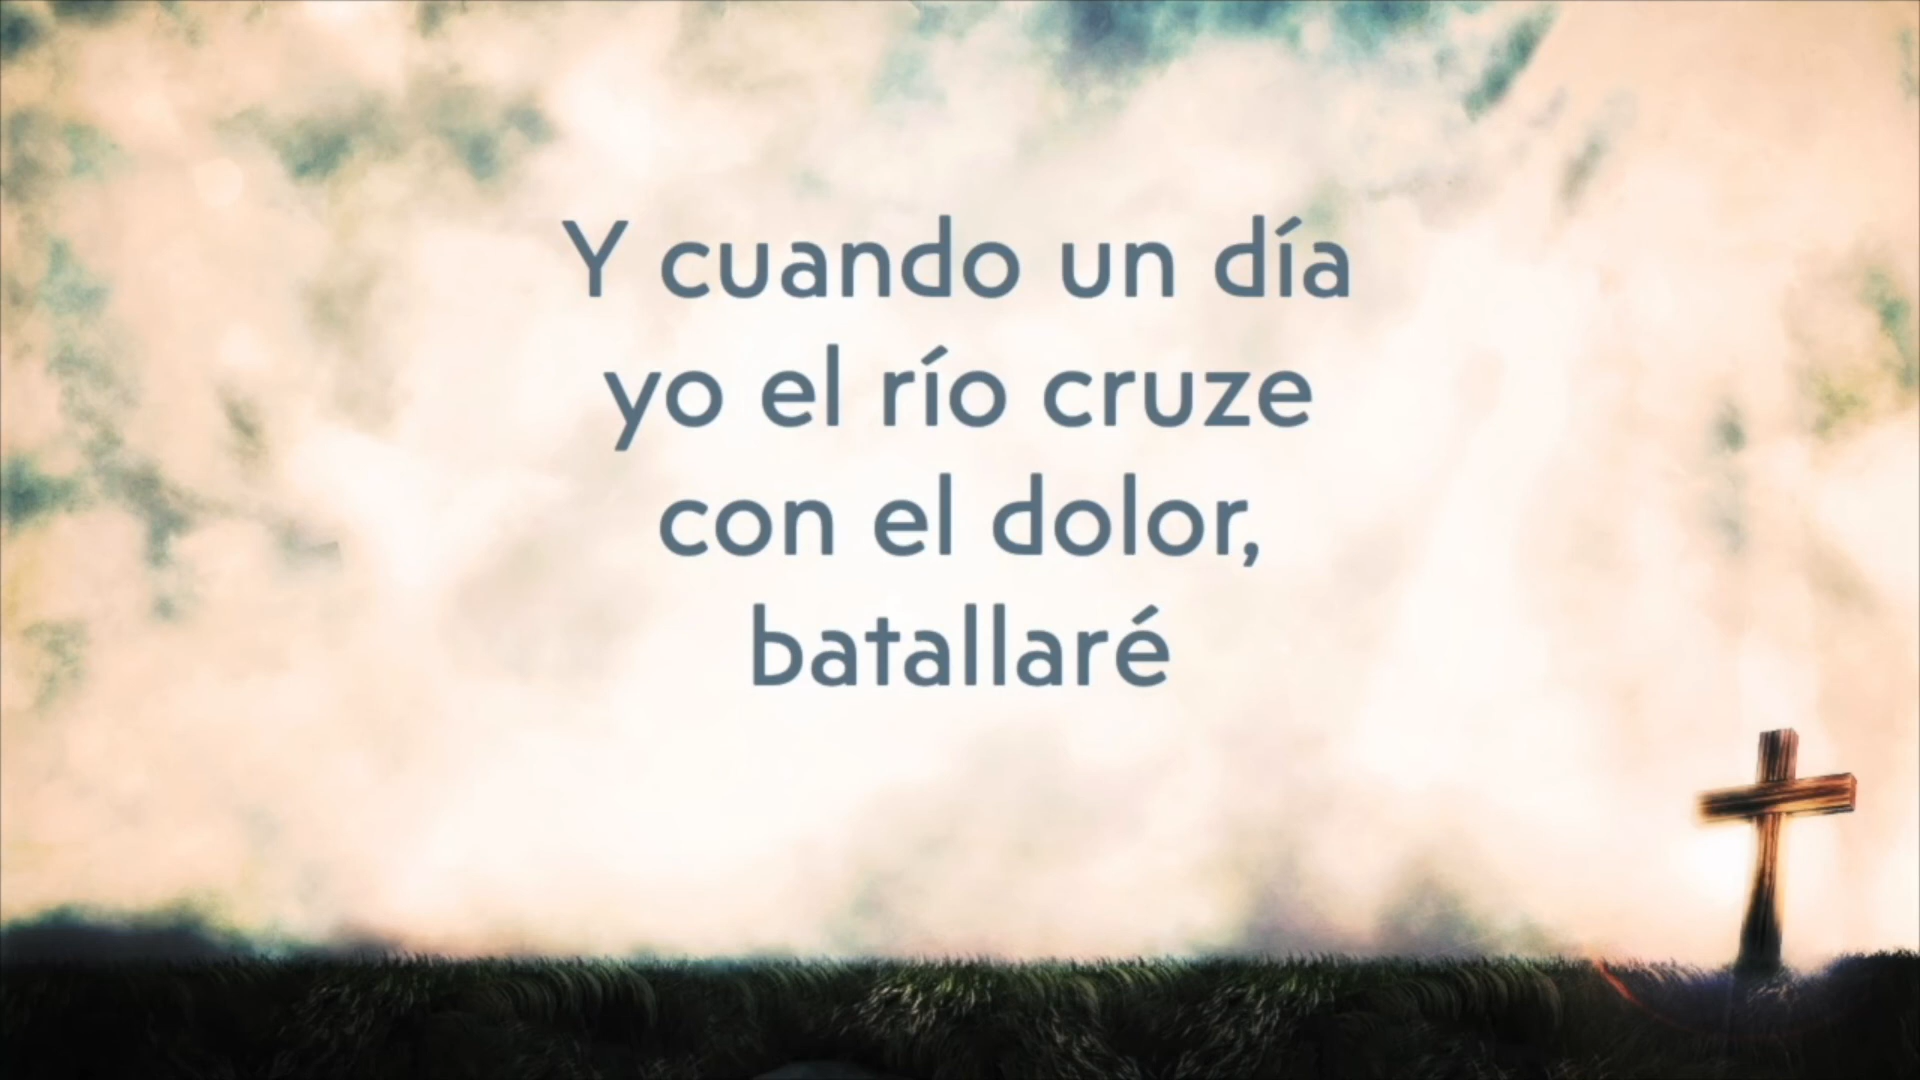 Y cuando un día
yo el río cruze
con el dolor,
batallaré